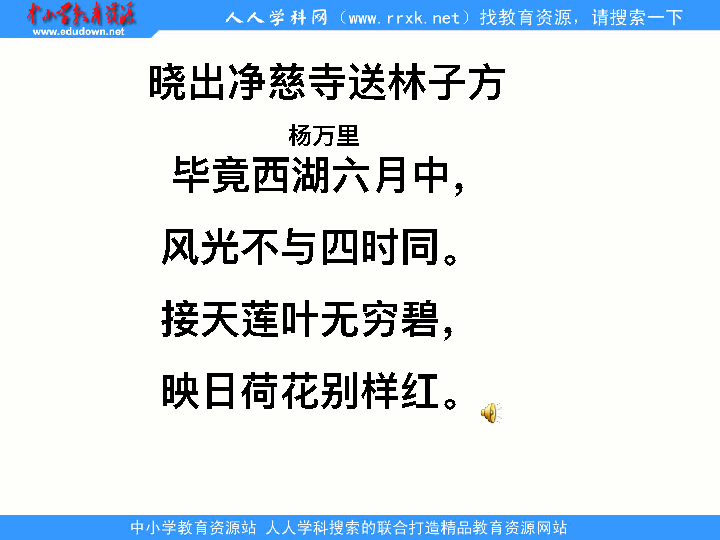 中小学教育资源
www.edudown.net
人人学科网（www.rrxk.net）找教育资源，请搜索一下
晓出净慈寺送林子方
杨万里
毕竟西湖六月中，
风光不与四时同。
接天莲叶无穷碧，
映日荷花别样红。
中小学教育资源站 人人学科搜索的联合打造精品教育资源网站